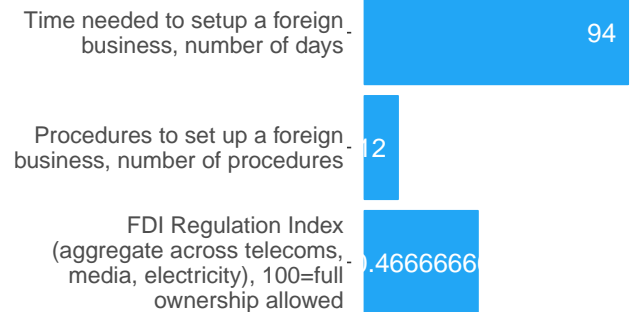 Time needed to setup a foreign
business, number of days
94
Procedures to set up a foreign
business, number of procedures
12
FDI Regulation Index
(aggregate across telecoms,
media, electricity), 100=full
ownership allowed